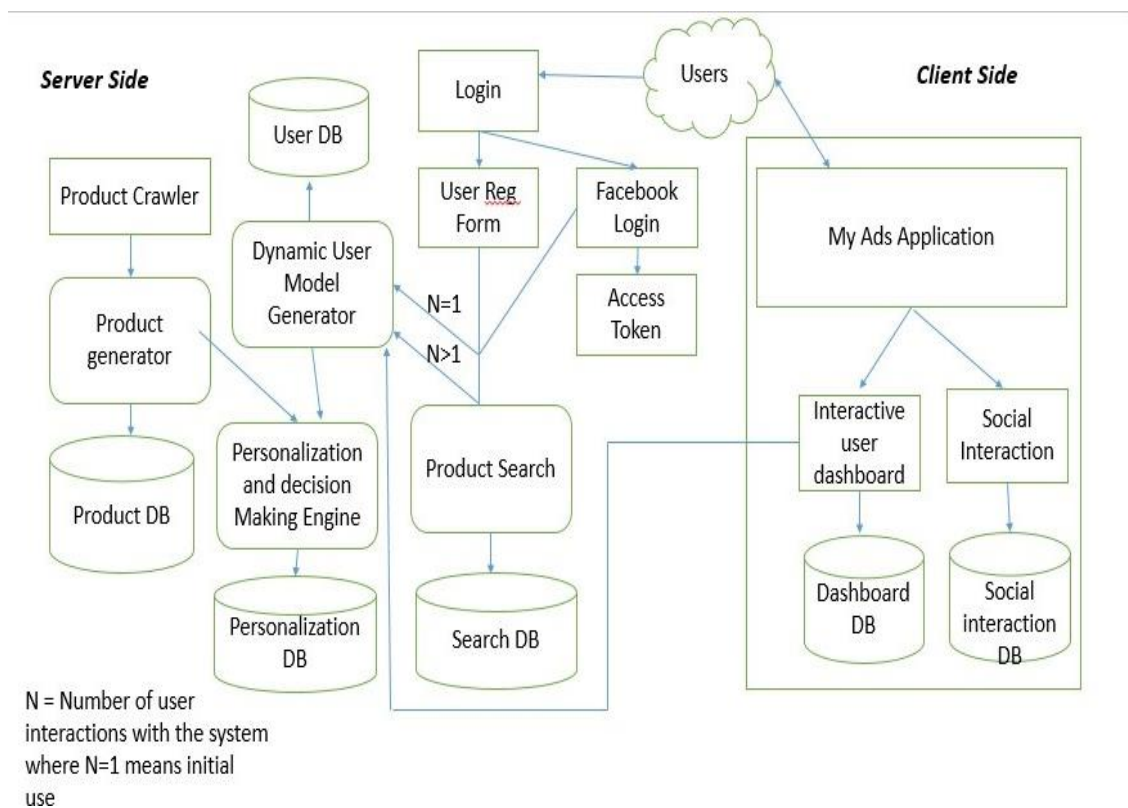 Server Side
Client Side
Users
Login
User DB
Product Crawler
User Reg
Form
Facebook
Login
My Ads Application
Dynamic User
Model
Generator
Access
Token
N=1
N>1
Product
generator
Interactive
user
dashboard
Social
Interaction
Personalization
and decision
Making Engine
Product Search
Product DB
Dashboard
DB
Social
interaction
DB
Personalization
DB
Search DB
N = Number of user
interactions with the system
where N=1 means initial
use